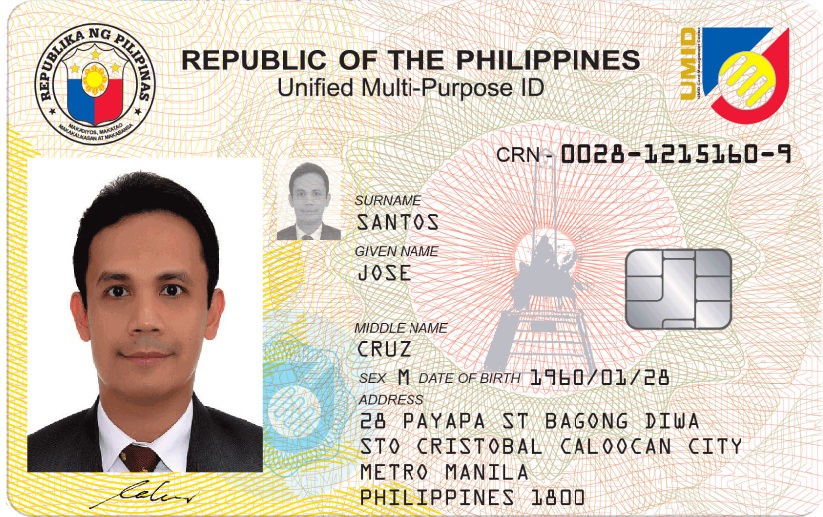 REPUBLIKA NG PILIPINAS
MAKADIYOS, MAKATAO
MAKAKALIKASAN AT MAKABANSA
REPUBLIC OF THE PHILIPPINES
Unified Multi-Purpose ID
UMID
CRN - 0028-1215160-9
SURNAME
SANTOS
GIVEN NAME
JOSE
MIDDLE NAME
CRUZ
SEX M DATE OF BIRTH 1960/01/28
ADDRESS
28 PAYAPA ST BAGONG DIWA
STO CRISTOBAL CALOOCAN CITY
METRO MANILA
PHILIPPINES 1800